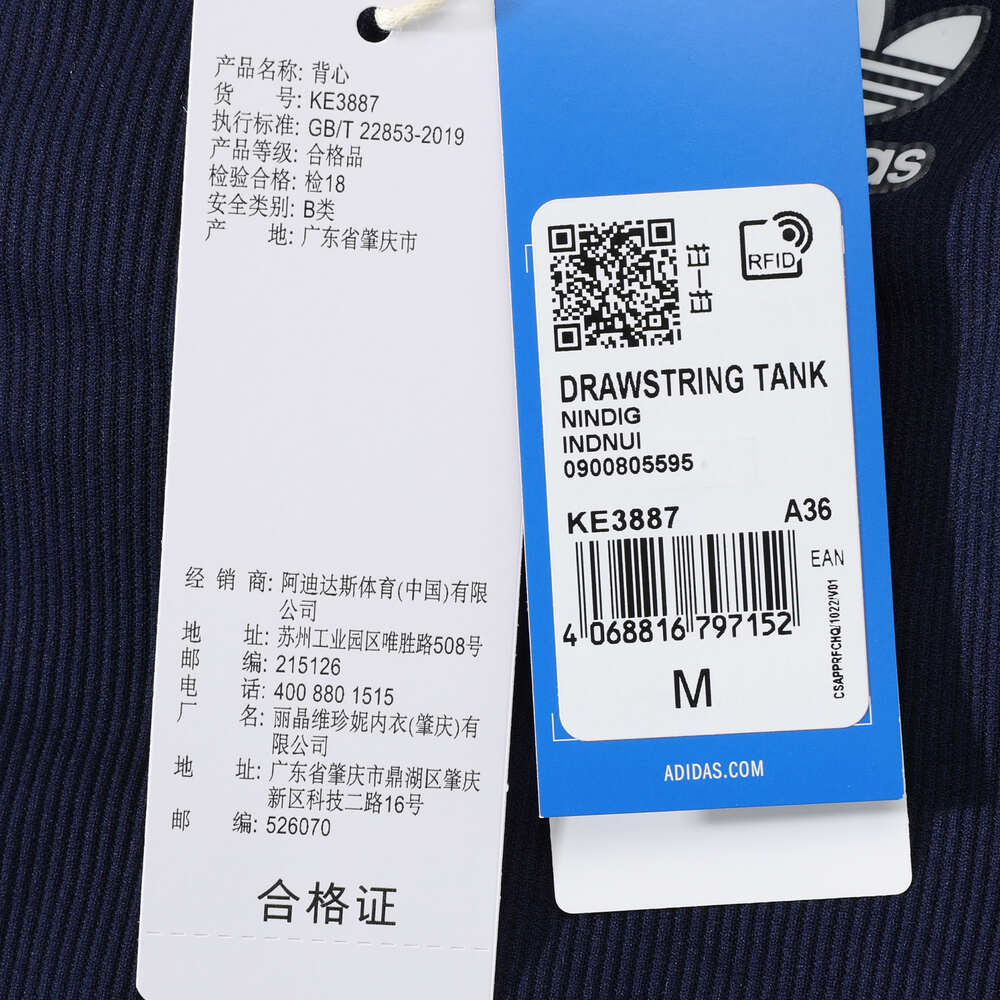 产品名称: 背心
货 号: KE3887
执行标准: GB/T 22853-2019
产品等级: 合格品
检验合格: 检18
安全类别: B类
产 地: 广东省肇庆市
经 销 商: 阿迪达斯体育(中国)有限
公司
地 址: 苏州工业园区唯胜路508号
邮 编: 215126
电 话: 400 880 1515
厂 名: 丽晶维珍妮内衣(肇庆)有
限公司
地 址: 广东省肇庆市鼎湖区肇庆
新区科技二路16号
邮 编: 526070
合格证
RFID
DRAWSTRING TANK
NINDIG
INDNUI
0900805595
KE3887 A36
EAN
4 068816 797152
CSAPPRFCHQ/1022/V01
M
ADIDAS.COM